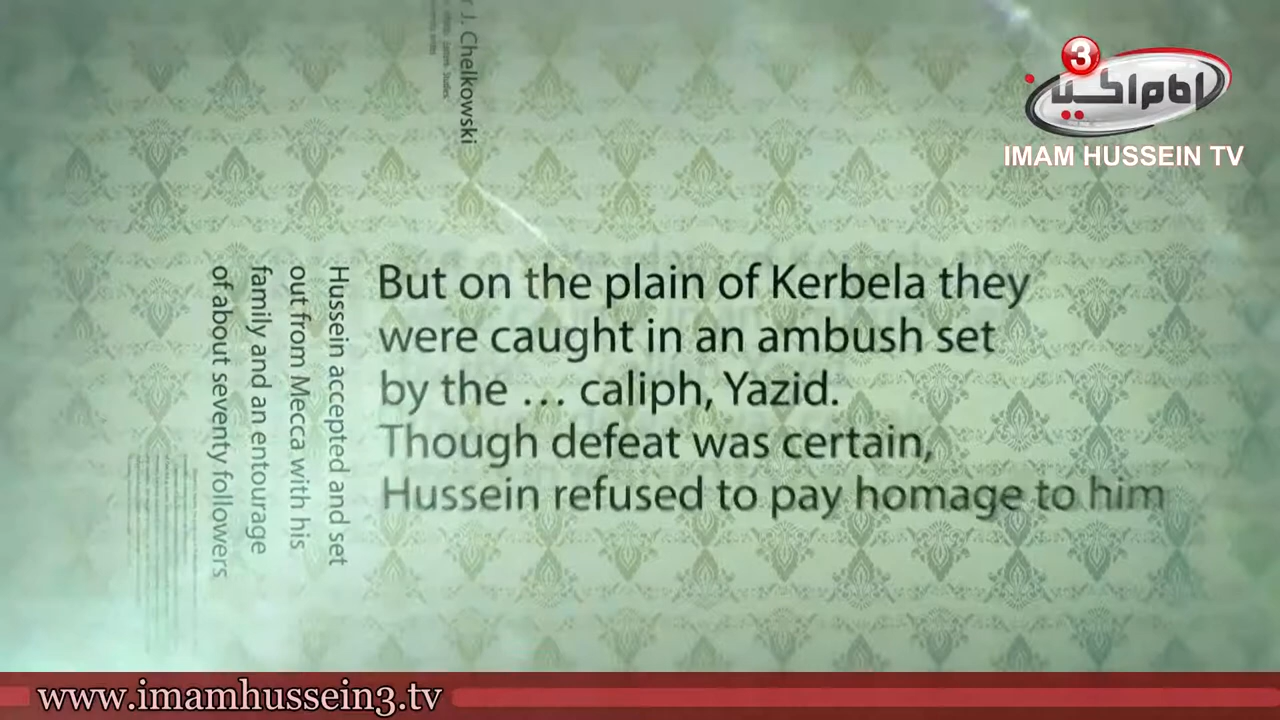 J. Chelkowski
3
IMAM HUSSEIN TV
Hussein accepted and set
out from Mecca with his
family and an entourage
of about seventy followers
But on the plain of Kerbela they
were caught in an ambush set
by the … caliph, Yazid.
Though defeat was certain,
Hussein refused to pay homage to him
www.imamhussein3.tv